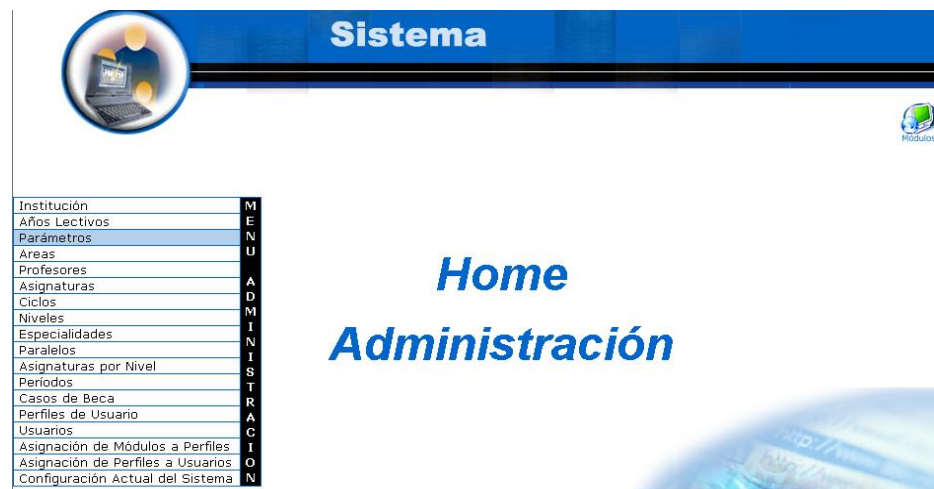 Sistema
Módulos
Institución
Años Lectivos
Parámetros
Areas
Profesores
Asignaturas
Ciclos
Niveles
Especialidades
Paralelos
Asignaturas por Nivel
Períodos
Casos de Beca
Perfiles de Usuario
Usuarios
Asignación de Módulos a Perfiles
Asignación de Perfiles a Usuarios
Configuración Actual del Sistema
MENU ADMINISTRACION
Home
Administración
http://www